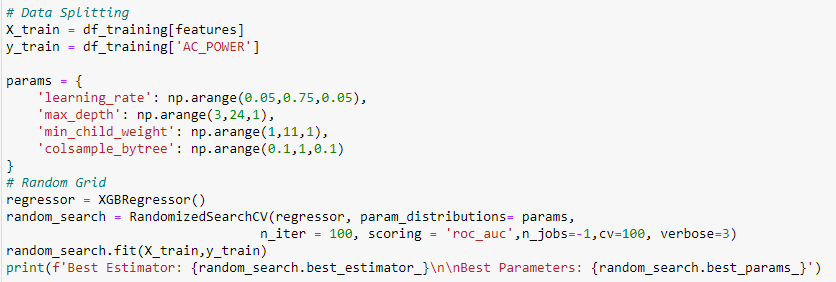 # Data Splitting
X_train = df_training[features]
y_train = df_training['AC_POWER']

params = {
    'learning_rate': np.arange(0.05,0.75,0.05),
    'max_depth': np.arange(3,24,1),
    'min_child_weight': np.arange(1,11,1),
    'colsample_bytree': np.arange(0.1,1,0.1)
}
# Random Grid
regressor = XGBRegressor()
random_search = RandomizedSearchCV(regressor, param_distributions= params,
                                  n_iter = 100, scoring = 'roc_auc',n_jobs=-1,cv=100, verbose=3)
random_search.fit(X_train,y_train)
print(f'Best Estimator: {random_search.best_estimator_}\n\nBest Parameters: {random_search.best_params_}')